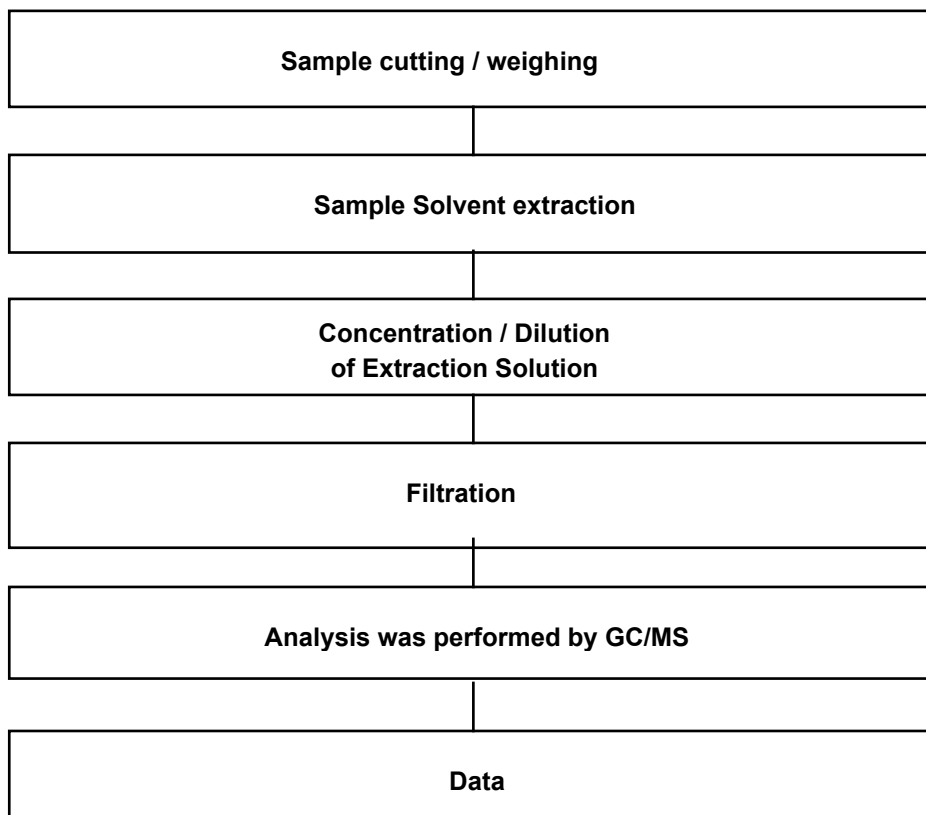 Sample cutting / weighing
Sample Solvent extraction
Concentration / Dilution
of Extraction Solution
Filtration
Analysis was performed by GC/MS
Data